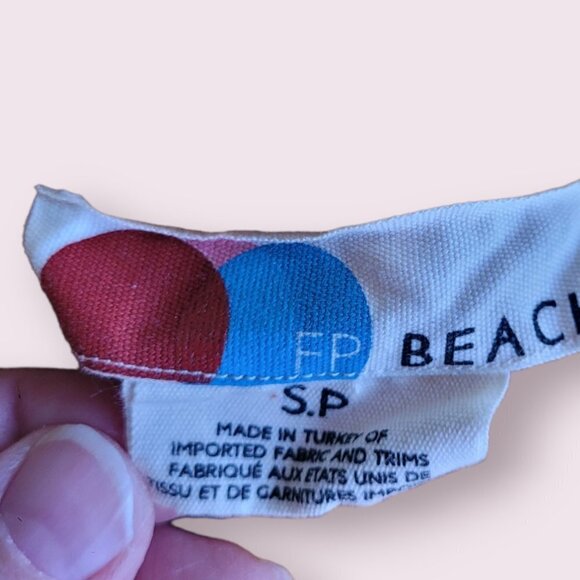 FP BEACH
S.P
MADE IN TURKEY OF
IMPORTED FABRIC AND TRIMS
FABRIQUÉ AUX ETATS UNIS DE
TISSU ET DE GARNITURES